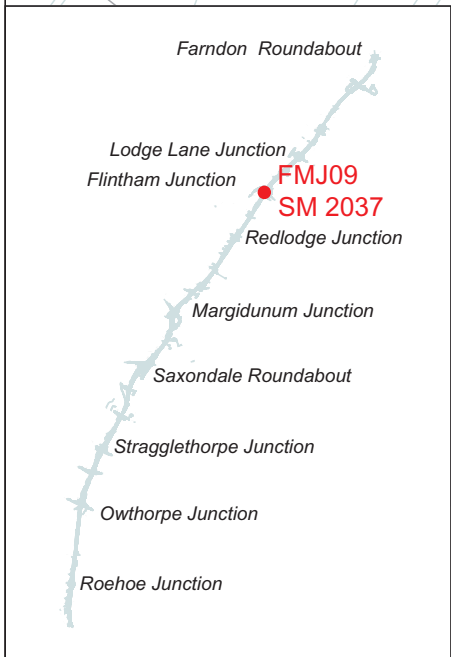 Farndon Roundabout
Lodge Lane Junction
Flintham Junction
FMJ09
SM 2037
Redlodge Junction
Margidunum Junction
Saxondale Roundabout
Stragglethorpe Junction
Owthorpe Junction
Roehoe Junction